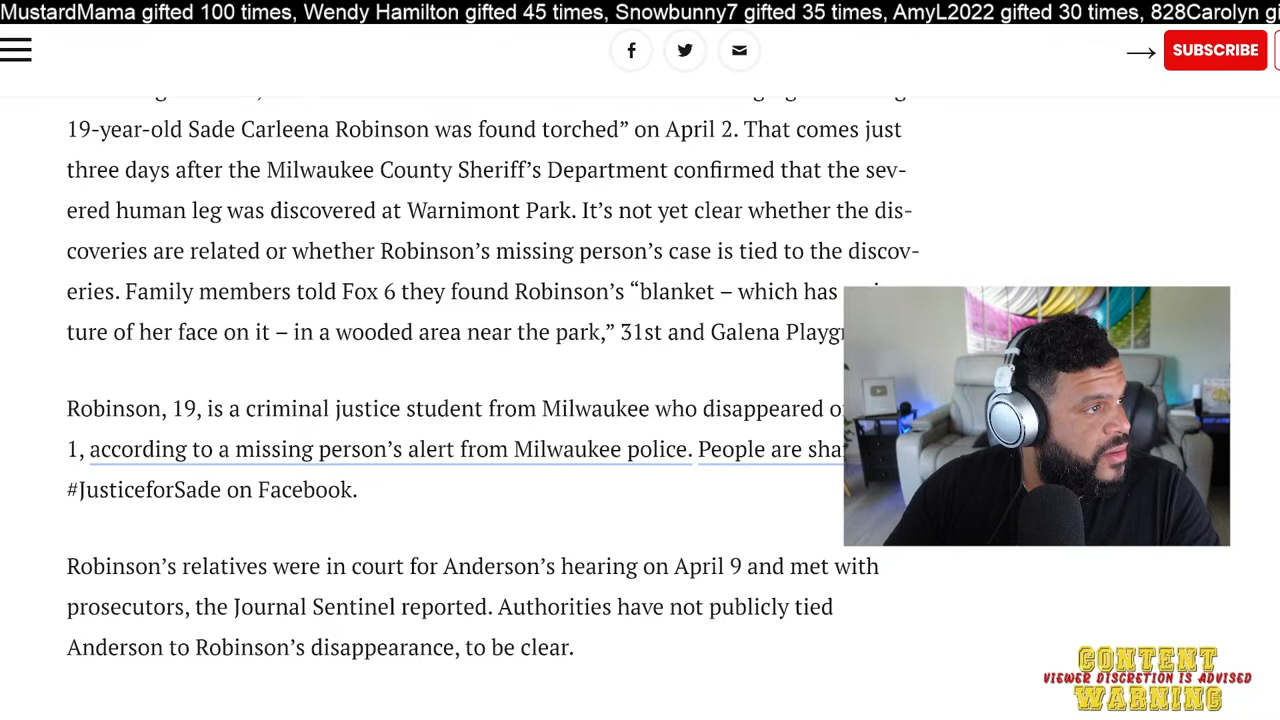 MustardMama gifted 100 times, Wendy Hamilton gifted 45 times, Snowbunny7 gifted 35 times, AmyL2022 gifted 30 times, 828Carolyn gi
SUBSCRIBE
19-year-old Sade Carleena Robinson was found torched” on April 2. That comes just
three days after the Milwaukee County Sheriff’s Department confirmed that the sev-
ered human leg was discovered at Warnimont Park. It’s not yet clear whether the dis-
coveries are related or whether Robinson’s missing person’s case is tied to the discov-
eries. Family members told Fox 6 they found Robinson’s “blanket – which has
ture of her face on it – in a wooded area near the park,” 31st and Galena Playgr
Robinson, 19, is a criminal justice student from Milwaukee who disappeared
1, according to a missing person’s alert from Milwaukee police. People are sha
#JusticeforSade on Facebook.
Robinson’s relatives were in court for Anderson’s hearing on April 9 and met with
prosecutors, the Journal Sentinel reported. Authorities have not publicly tied
Anderson to Robinson’s disappearance, to be clear.
CONTENT
VIEWER DISCRETION IS ADVISED
WARNING